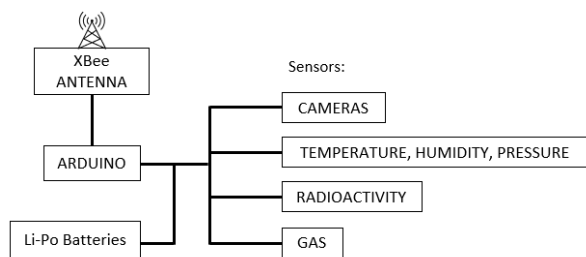 XBee
ANTENNA
Sensors:
CAMERAS
ARDUINO
TEMPERATURE, HUMIDITY, PRESSURE
RADIOACTIVITY
Li-Po Batteries
GAS